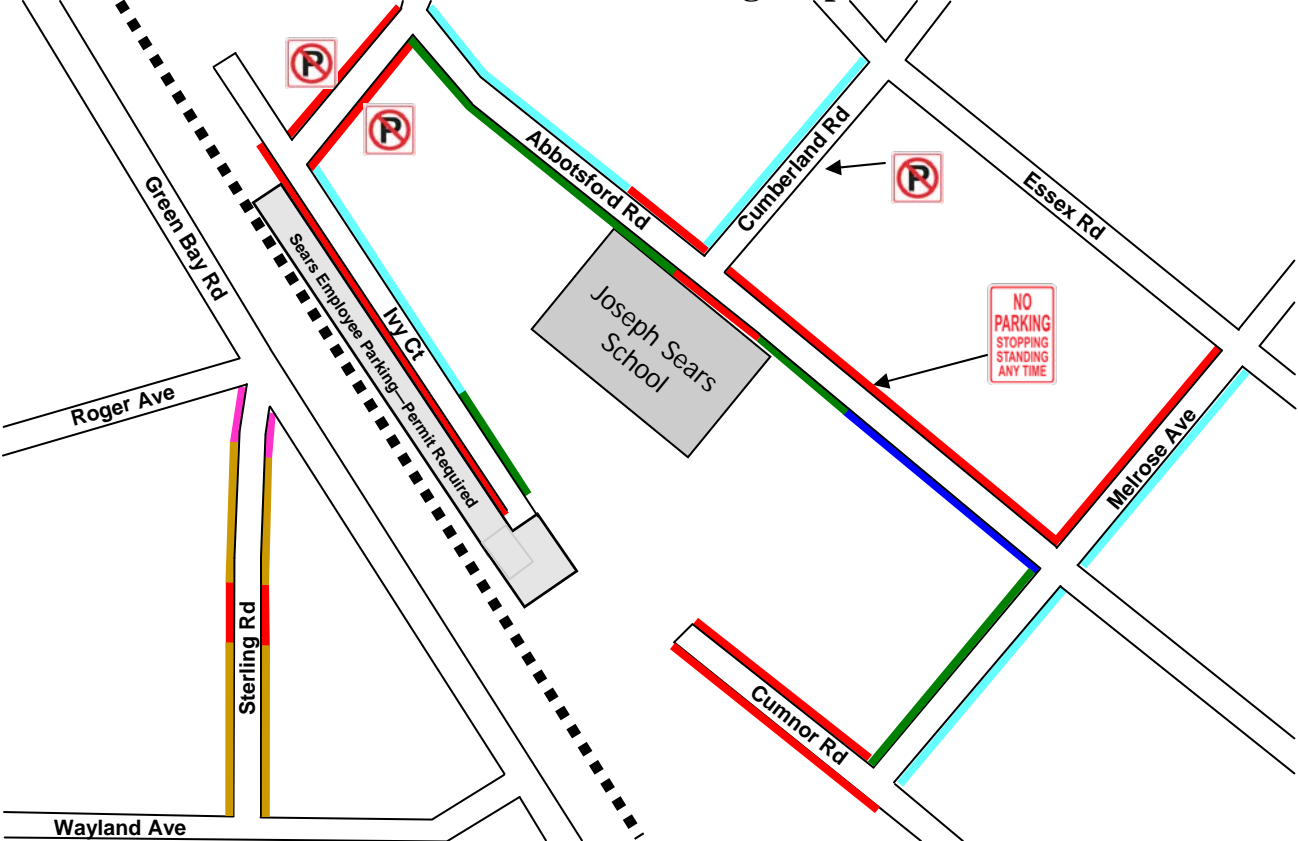 P
P
Abbotsford Rd
Cumberland Rd
P
Essex Rd
Green Bay Rd
Sears Employee Parking—Permit Required
Ivy Ct
Joseph Sears
School
NO
PARKING
STOPPING
STANDING
ANY TIME
Roger Ave
Melrose Ave
Sterling Rd
Cumnor Rd
Wayland Ave